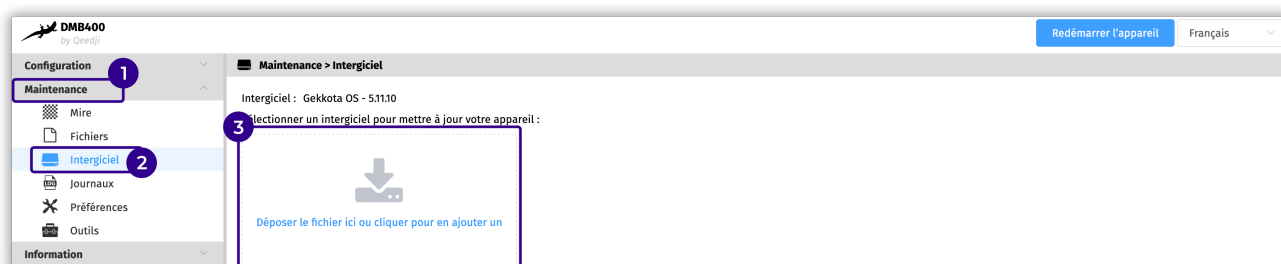 DMB400
by Qeedji
Redémarrer l'appareil
Français
Configuration
1
Maintenance
Mire
Fichiers
Intergiciel
2
Journaux
LOG
Préférences
Outils
Information
Maintenance > Intergiciel
Intergiciel : Gekkota OS - 5.11.10
3
électionner un intergiciel pour mettre à jour votre appareil :
Déposer le fichier ici ou cliquer pour en ajouter un